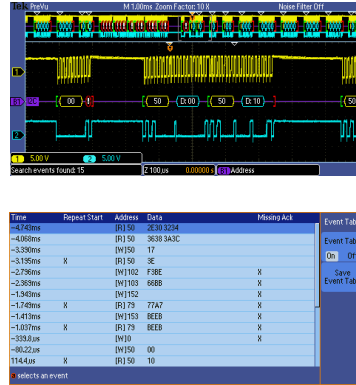 Tek PreVu M 1.00ms Zoom Factor: 10 X Noise Filter Off
1
B1 I2C 00 ! 50 D: 00 50 D: 10 50
2
1 5.00 V 2 5.00 V
Search events found: 15 Z 100µs 0.00000 s B1 Address
Time Repeat Start Address Data Missing Ack
-4.743ms [R] 50 2E30 3234
-4.068ms [R] 50 3638 3A3C
-3.390ms [W]50 17
-3.195ms X [R] 50 3E
-2.796ms [W]102 F3BE X
-2.369ms [W]103 66BB X
-1.943ms [W]152 X
-1.749ms X [R] 79 77A7 X
-1.413ms [W]153 BEEB X
-1.037ms X [R] 79 BEEB X
-339.8µs [W]0 X
-80.22µs [W]50 00
114.4µs X [R] 50 10
selects an event
Event Tab
Event Tab
On Of
Save
Event Tab